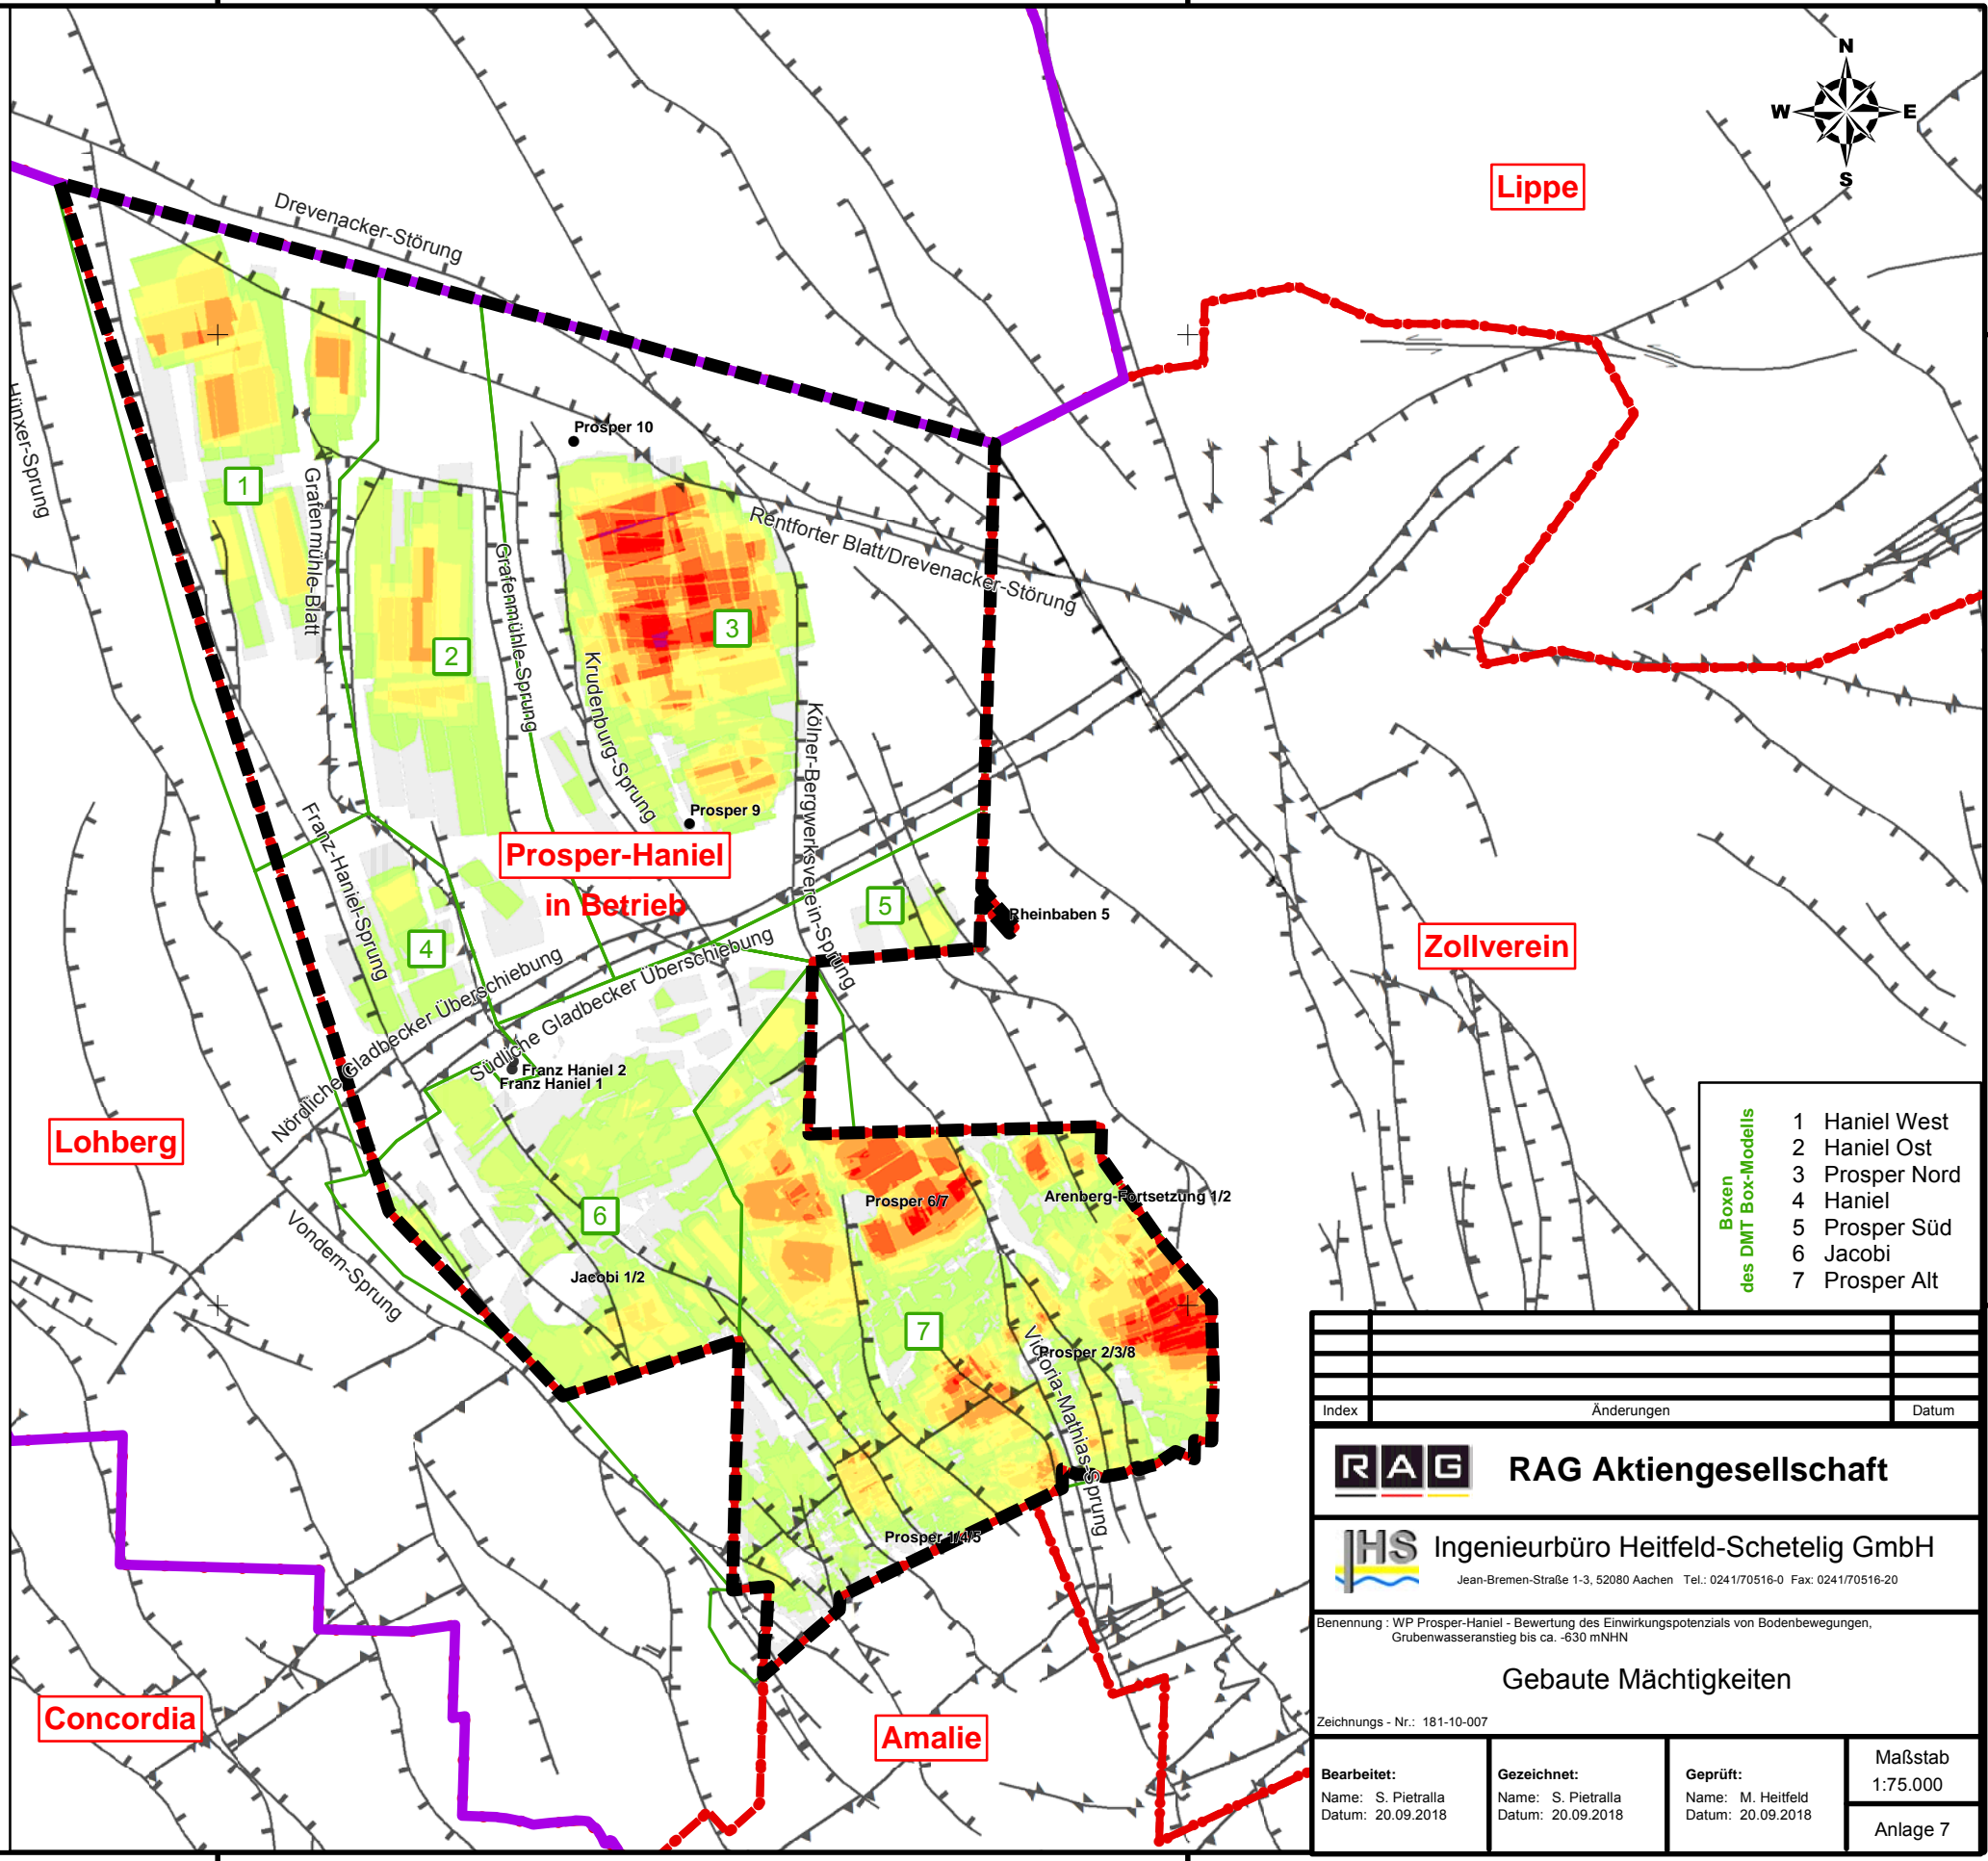 N
W
E
S
Lippe
Drevenacker-Störung
Hünxer-Sprung
Prosper 10
1
Grafenmühle-Blatt
Rentforter Blatt/Drevenacker-Störung
Grafenmühle-Sprung
2
3
Krudenburg-Sprung
Kölner-Bergwerksverein-Sprung
Prosper 9
Franz-Haniel-Sprung
Prosper-Haniel
in Betrieb
5
Rheinbaben 5
4
Zollverein
Nördliche Gladbecker Überschiebung
Südliche Gladbecker Überschiebung
Franz Haniel 2
Franz Haniel 1
Lohberg
Prosper 6/7
Arenberg-Fortsetzung 1/2
6
Vondern-Sprung
Jacobi 1/2
7
Victoria-Mathias-Sprung
Prosper 2/3/8
Prosper 1/4/5
Concordia
Amalie
Boxen
des DMT Box-Modells
1 Haniel West
2 Haniel Ost
3 Prosper Nord
4 Haniel
5 Prosper Süd
6 Jacobi
7 Prosper Alt
Index Änderungen Datum
RAG RAG Aktiengesellschaft
IHS Ingenieurbüro Heitfeld-Schetelig GmbH
Jean-Bremen-Straße 1-3, 52080 Aachen Tel.: 0241/70516-0 Fax: 0241/70516-20
Benennung : WP Prosper-Haniel - Bewertung des Einwirkungspotenzials von Bodenbewegungen,
Grubenwasseranstieg bis ca. -630 mNHN
Gebaute Mächtigkeiten
Zeichnungs - Nr.: 181-10-007
Bearbeitet:
Name: S. Pietralla
Datum: 20.09.2018
Gezeichnet:
Name: S. Pietralla
Datum: 20.09.2018
Geprüft:
Name: M. Heitfeld
Datum: 20.09.2018
Maßstab
1:75.000
Anlage 7